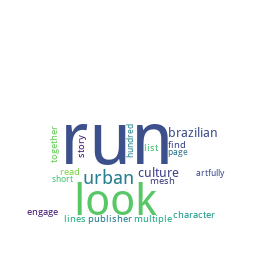 run
together
story
hundred
list
brazilian
find
page
read
short
urban
culture
mesh
artfully
look
engage
lines
publisher
multiple
character